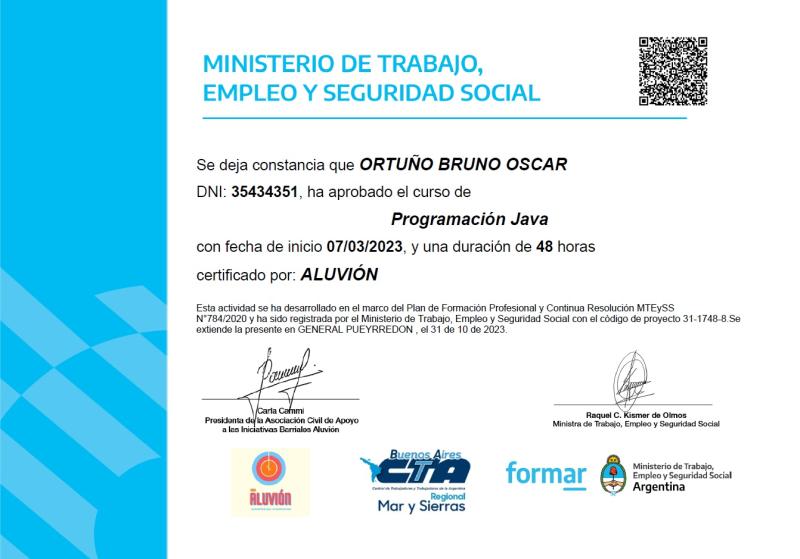 MINISTERIO DE TRABAJO,
EMPLEO Y SEGURIDAD SOCIAL
Se deja constancia que ORTUÑO BRUNO OSCAR
DNI: 35434351, ha aprobado el curso de
Programación Java
con fecha de inicio 07/03/2023, y una duración de 48 horas
certificado por: ALUVIÓN
Esta actividad se ha desarrollado en el marco del Plan de Formación Profesional y Continua Resolución MTEySS
N°784/2020 y ha sido registrada por el Ministerio de Trabajo, Empleo y Seguridad Social con el código de proyecto 31-1748-8.Se
extiende la presente en GENERAL PUEYRREDON , el 31 de 10 de 2023.
Carla Cammi
Presidenta de la Asociación Civil de Apoyo
a les Iniciativas Barriales Aluvión
Raquel C. Kismer de Olmos
Ministra de Trabajo, Empleo y Seguridad Social
ALUVIÓN
Buenos Aires
CTA
Central de Trabajadores y Trabajadoras de la Argentina
Regional
Mar y Sierras
formar
Ministerio de Trabajo,
Empleo y Seguridad Social
Argentina